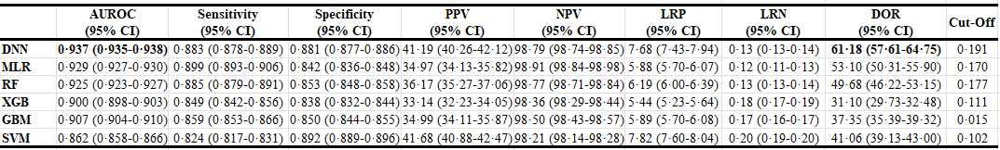 AUROC (95% CI) Sensitivity (95% CI) Specificity (95% CI) PPV (95% CI) NPV (95% CI) LRP (95% CI) LRN (95% CI) DOR (95% CI) Cut-Off
DNN 0·937 (0·935-0·938) 0·883 (0·878-0·889) 0·881 (0·877-0·886) 41·19 (40·26-42·12) 98·79 (98·74-98·85) 7·68 (7·43-7·94) 0·13 (0·13-0·14) 61·18 (57·61-64·75) 0·191
MLR 0·929 (0·927-0·930) 0·899 (0·893-0·906) 0·842 (0·836-0·848) 34·97 (34·13-35·82) 98·91 (98·84-98·98) 5·88 (5·70-6·07) 0·12 (0·11-0·13) 53·10 (50·31-55·90) 0·170
RF 0·925 (0·923-0·927) 0·885 (0·879-0·891) 0·853 (0·848-0·858) 36·17 (35·27-37·06) 98·77 (98·71-98·84) 6·19 (6·00-6·39) 0·13 (0·13-0·14) 49·68 (46·22-53·15) 0·177
XGB 0·900 (0·898-0·903) 0·849 (0·842-0·856) 0·838 (0·832-0·844) 33·14 (32·23-34·05) 98·36 (98·29-98·44) 5·44 (5·23-5·64) 0·18 (0·17-0·19) 31·10 (29·73-32·48) 0·111
GBM 0·907 (0·904-0·910) 0·859 (0·853-0·866) 0·850 (0·844-0·855) 34·99 (34·11-35·87) 98·50 (98·43-98·57) 5·89 (5·70-6·08) 0·17 (0·16-0·17) 37·35 (35·39-39·32) 0·015
SVM 0·862 (0·858-0·866) 0·824 (0·817-0·831) 0·892 (0·889-0·896) 41·68 (40·88-42·47) 98·21 (98·14-98·28) 7·82 (7·60-8·04) 0·20 (0·19-0·20) 41·06 (39·13-43·00) 0·102